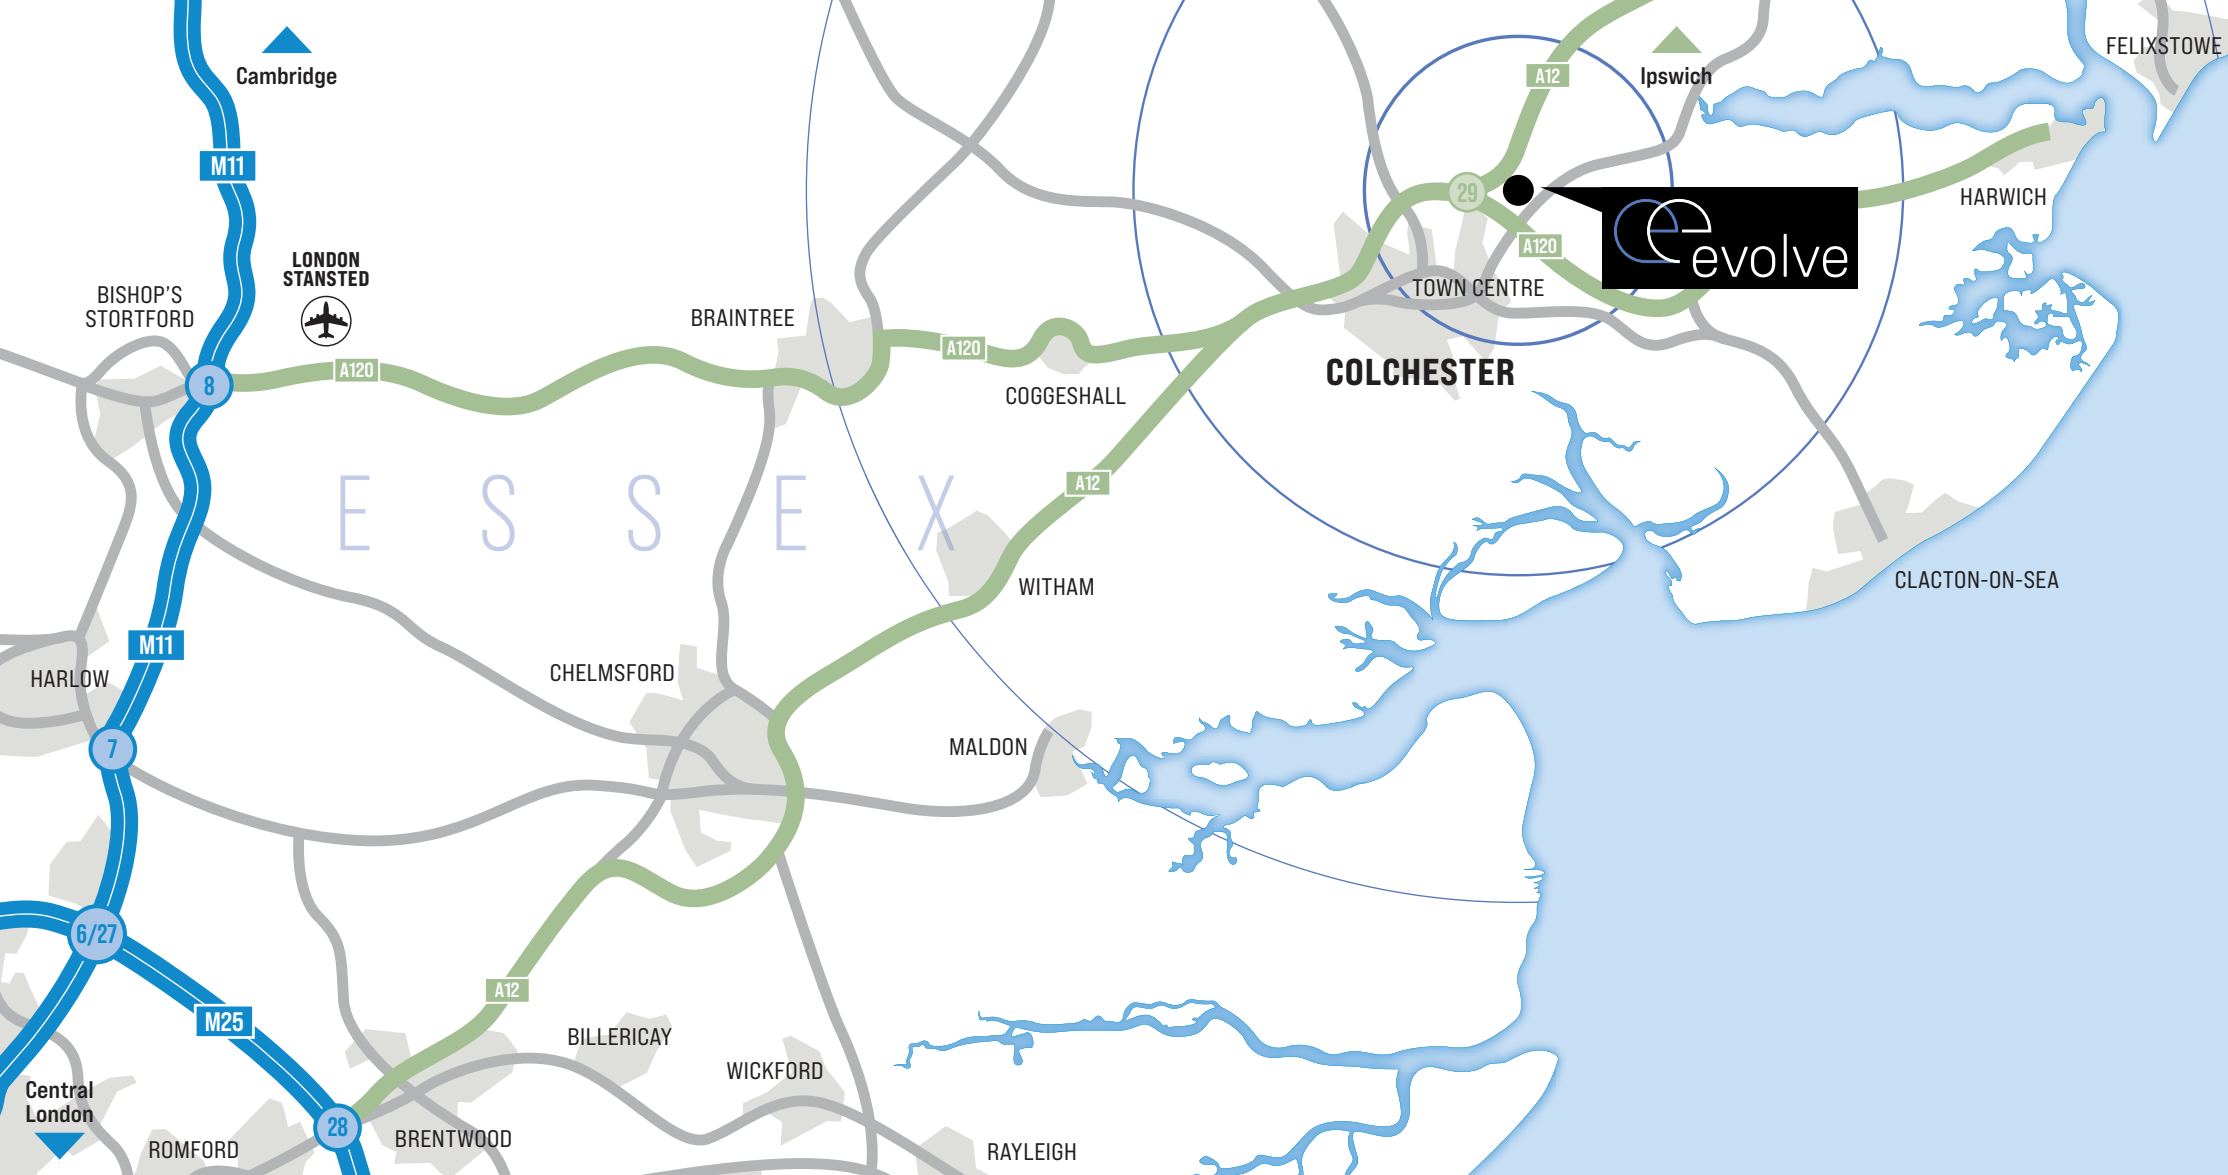 FELIXSTOWE
Cambridge
A12
Ipswich
M11
29
HARWICH
A120
evolve
LONDON
STANSTED
BISHOP'S
STORTFORD
TOWN CENTRE
BRAINTREE
A120
A120
8
COLCHESTER
COGGESHALL
A12
ESSEX
WITHAM
CLACTON-ON-SEA
M11
CHELMSFORD
HARLOW
7
MALDON
6/27
A12
M25
BILLERICAY
WICKFORD
Central
London
28
BRENTWOOD
ROMFORD
RAYLEIGH